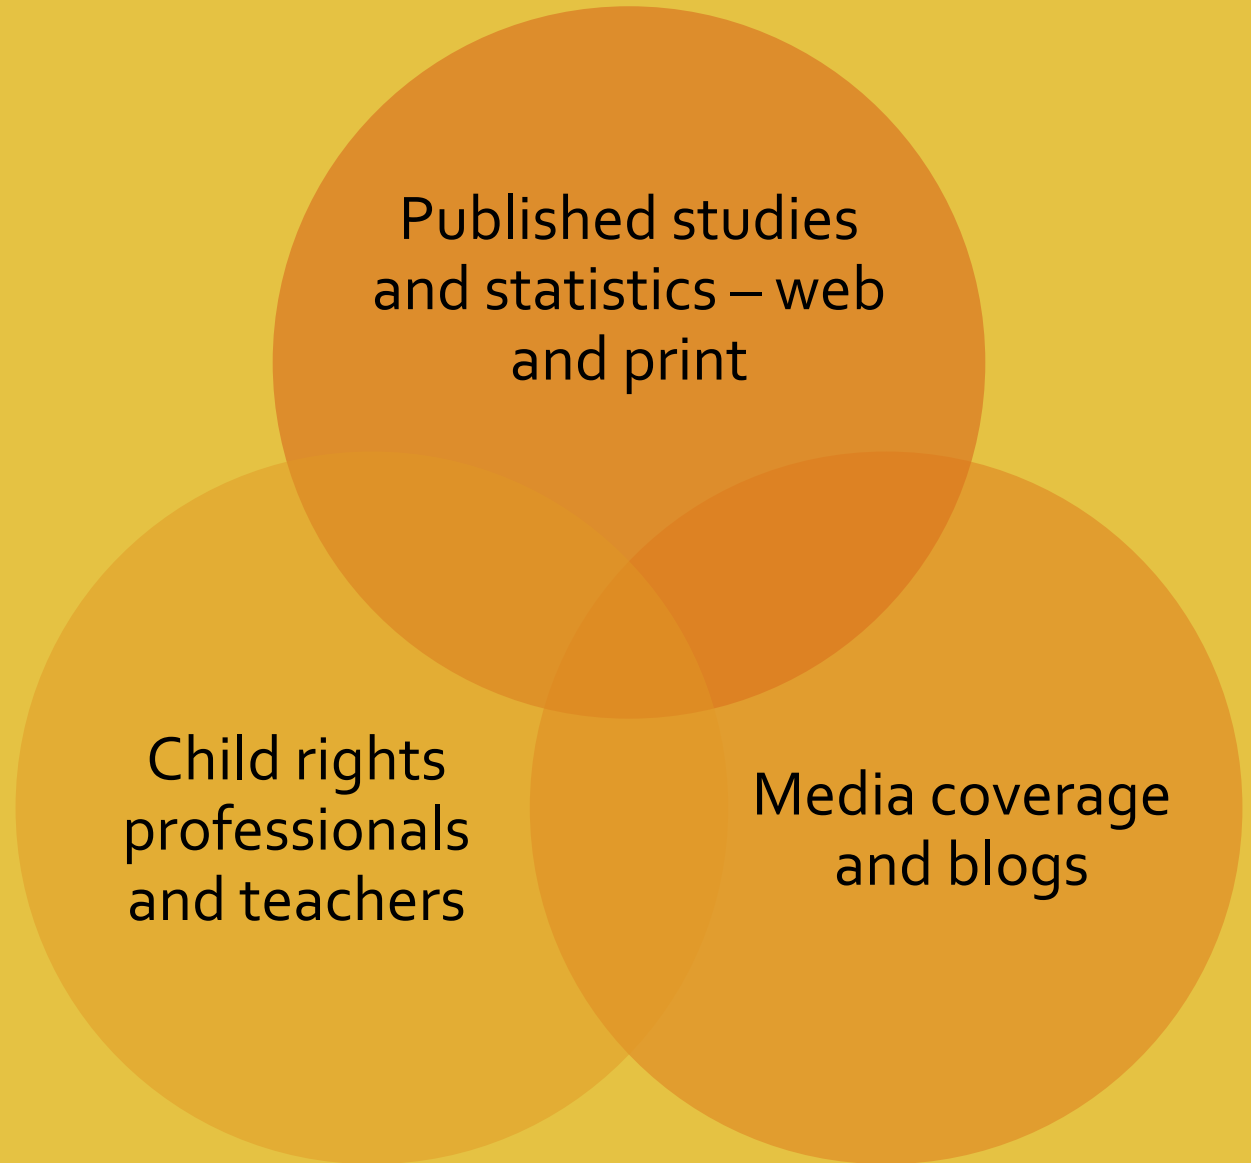 Published studies
and statistics – web
and print
Child rights
professionals
and teachers
Media coverage
and blogs